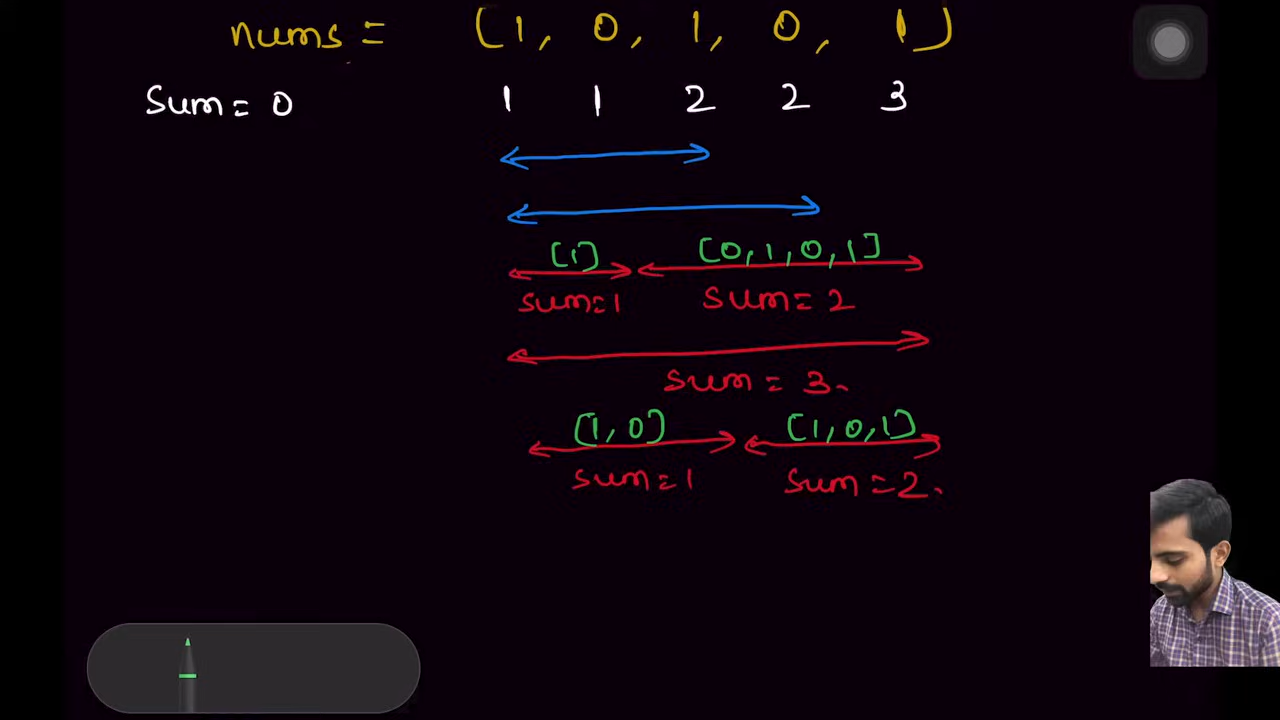 nums = [1, 0, 1, 0, 1]
Sum = 0 1 1 2 2 3
[1] [0,1,0,1]
sum=1 sum=2
sum = 3.
[1,0] [1,0,1]
sum=1 sum=2.